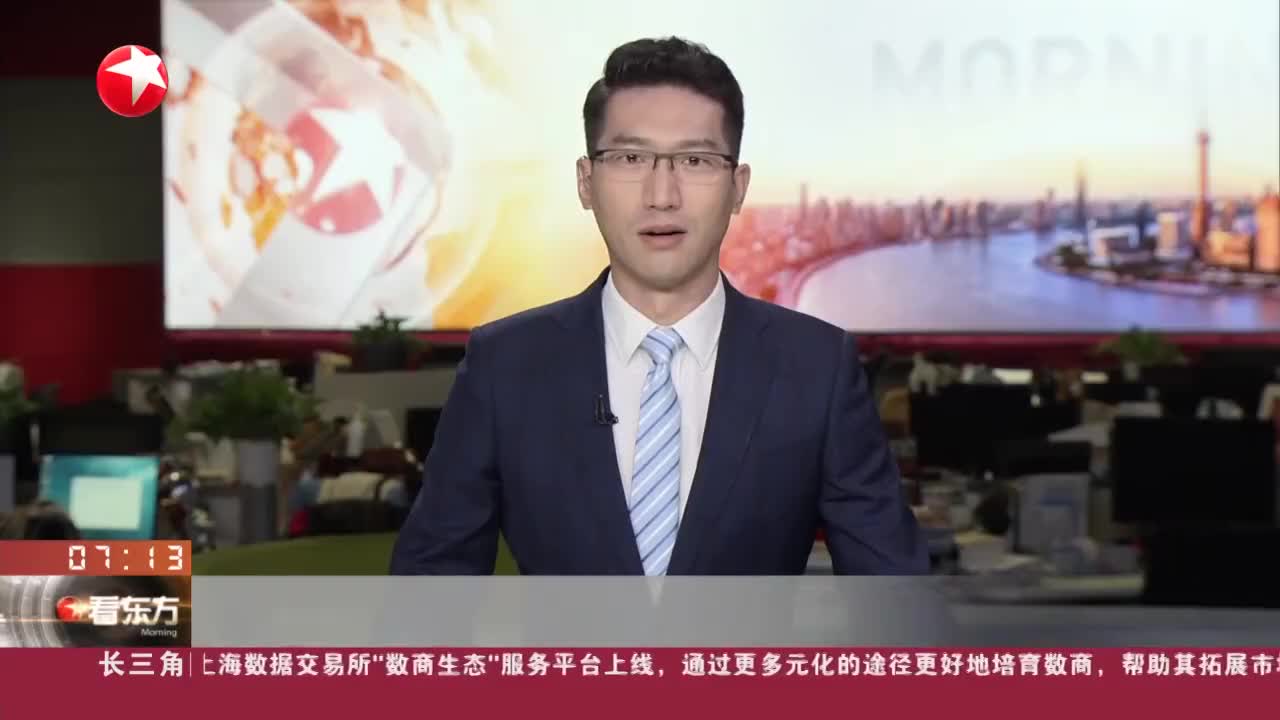 MORNIN
07:13
看东方
Morning
长三角 上海数据交易所"数商生态"服务平台上线，通过更多元化的途径更好地培育数商，帮助其拓展市